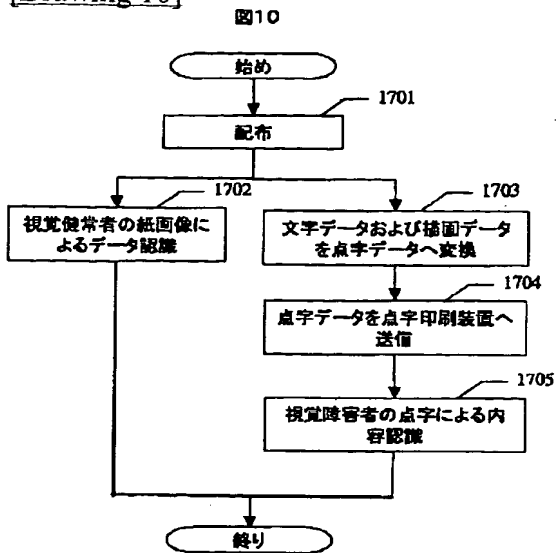 [Drawing 10]
図10
始め
1701
配布
1702
視覚健常者の紙画像に
よるデータ認識
1703
文字データおよび描画データ
を点字データへ変換
1704
点字データを点字印刷装置へ
送信
1705
視覚障害者の点字による内
容認識
終り